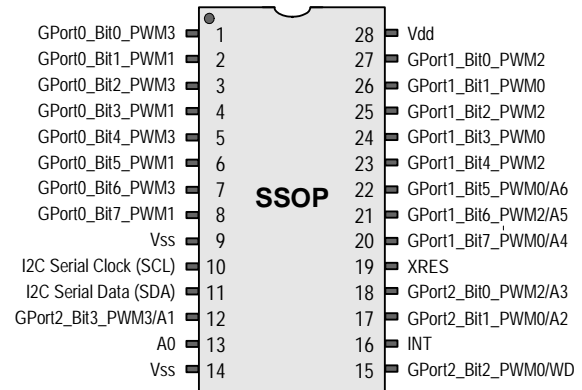 GPort0_Bit0_PWM3 1 28 Vdd
GPort0_Bit1_PWM1 2 27 GPort1_Bit0_PWM2
GPort0_Bit2_PWM3 3 26 GPort1_Bit1_PWM0
GPort0_Bit3_PWM1 4 25 GPort1_Bit2_PWM2
GPort0_Bit4_PWM3 5 24 GPort1_Bit3_PWM0
GPort0_Bit5_PWM1 6 23 GPort1_Bit4_PWM2
GPort0_Bit6_PWM3 7 22 GPort1_Bit5_PWM0/A6
SSOP
GPort0_Bit7_PWM1 8 21 GPort1_Bit6_PWM2/A5
Vss 9 20 GPort1_Bit7_PWM0/A4
I2C Serial Clock (SCL) 10 19 XRES
I2C Serial Data (SDA) 11 18 GPort2_Bit0_PWM2/A3
GPort2_Bit3_PWM3/A1 12 17 GPort2_Bit1_PWM0/A2
A0 13 16 INT
Vss 14 15 GPort2_Bit2_PWM0/WD